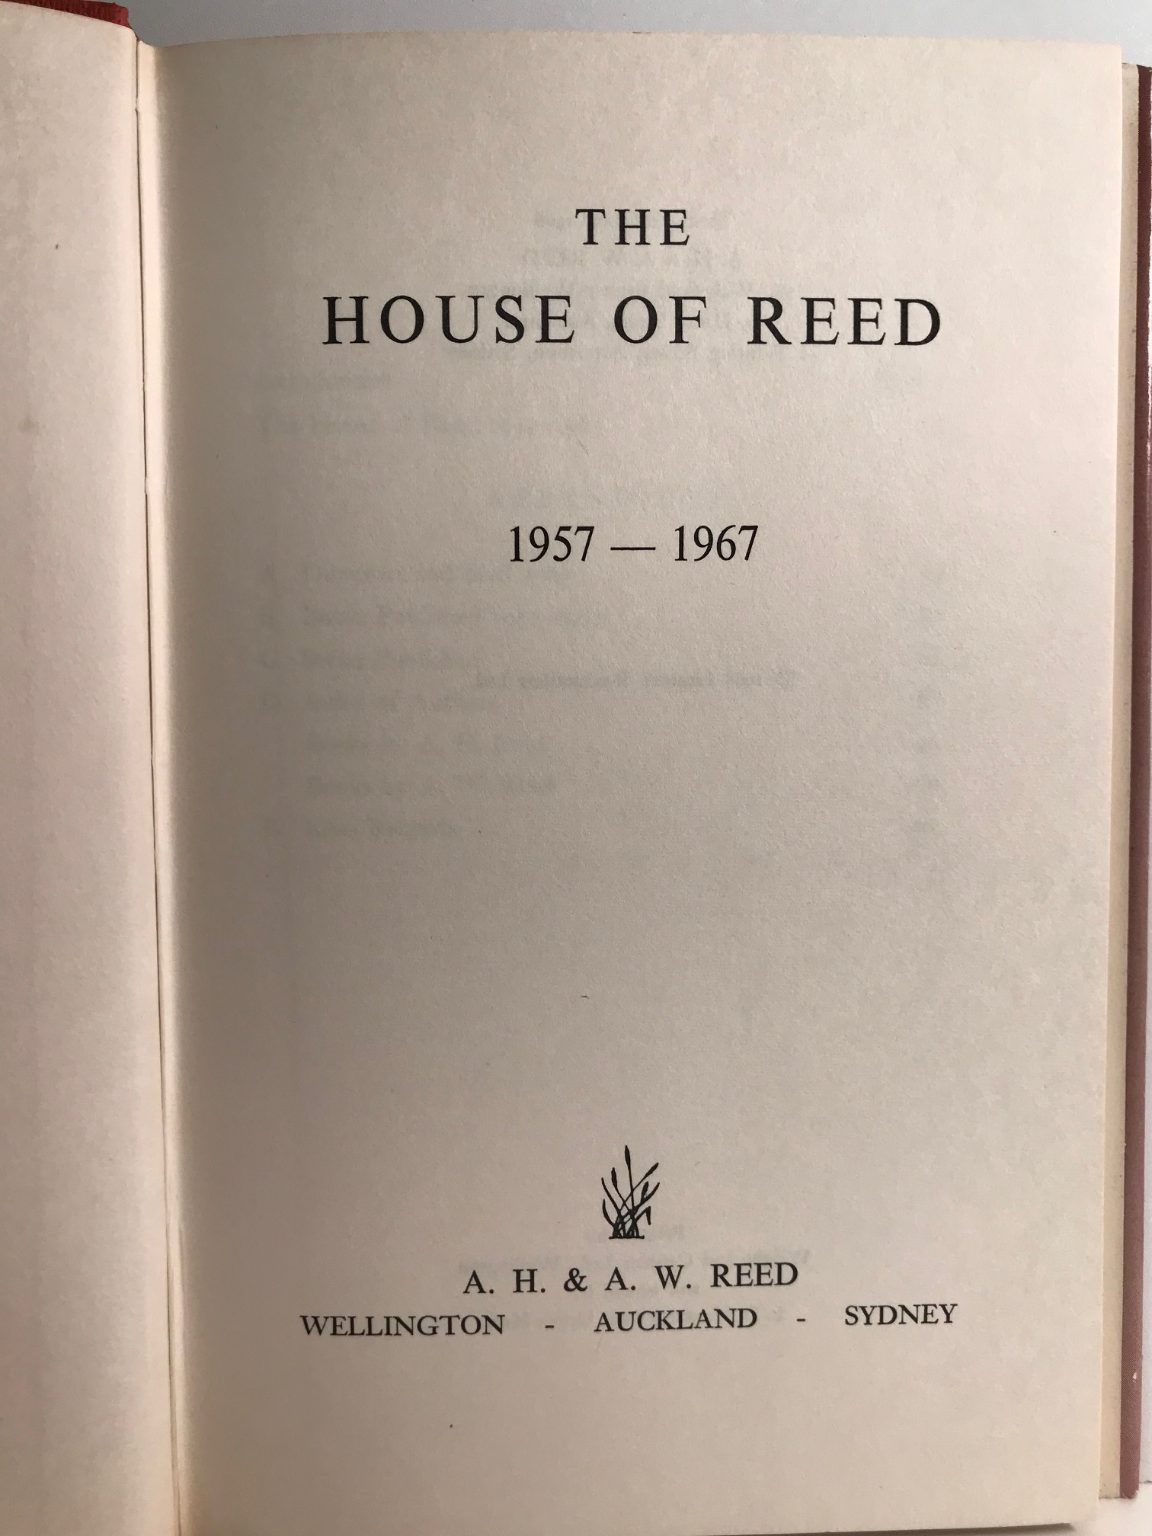 THE
HOUSE OF REED
1957 — 1967
A. H. & A. W. REED
WELLINGTON - AUCKLAND - SYDNEY